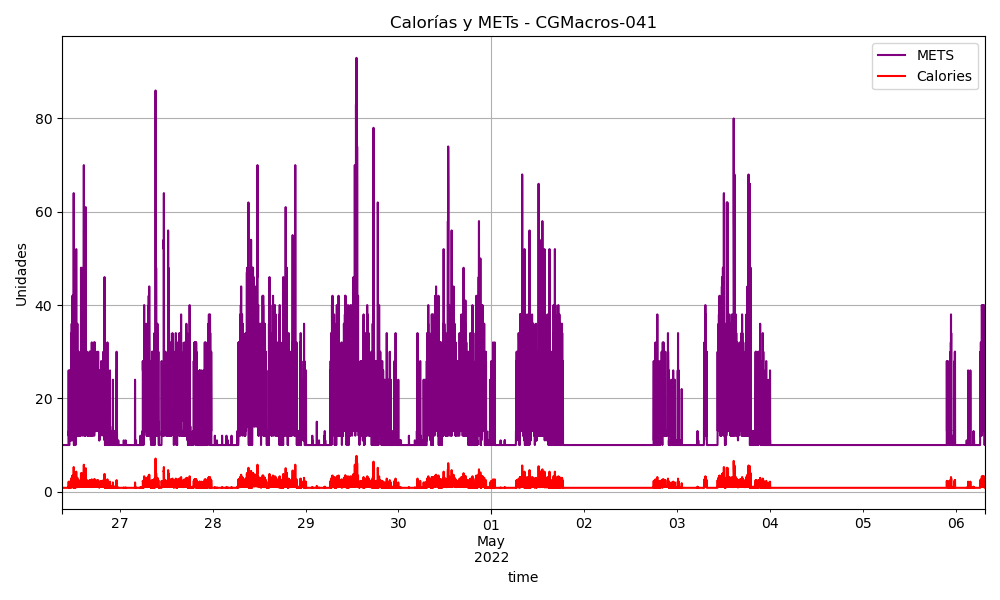 Calorías y METs - CGMacros-041
METS
Calories
Unidades
80
60
40
20
0
27 28 29 30 01 02 03 04 05 06
May
2022
time